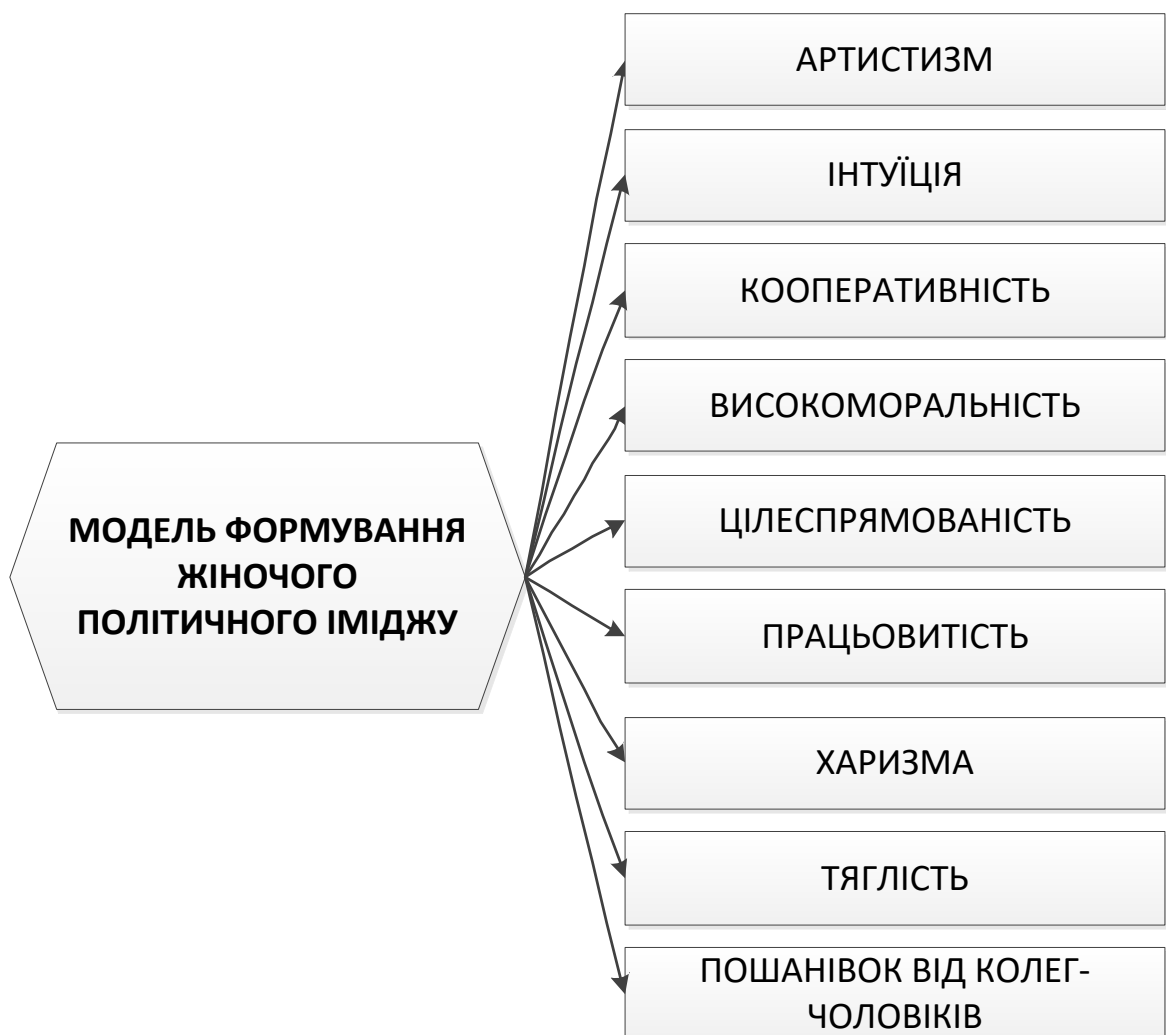 МОДЕЛЬ ФОРМУВАННЯ
ЖІНОЧОГО
ПОЛІТИЧНОГО ІМІДЖУ
АРТИСТИЗМ
ІНТУЇЦІЯ
КООПЕРАТИВНІСТЬ
ВИСОКОМОРАЛЬНІСТЬ
ЦІЛЕСПРЯМОВАНІСТЬ
ПРАЦЬОВИТІСТЬ
ХАРИЗМА
ТЯГЛІСТЬ
ПОШАНІВОК ВІД КОЛЕГ-
ЧОЛОВІКІВ